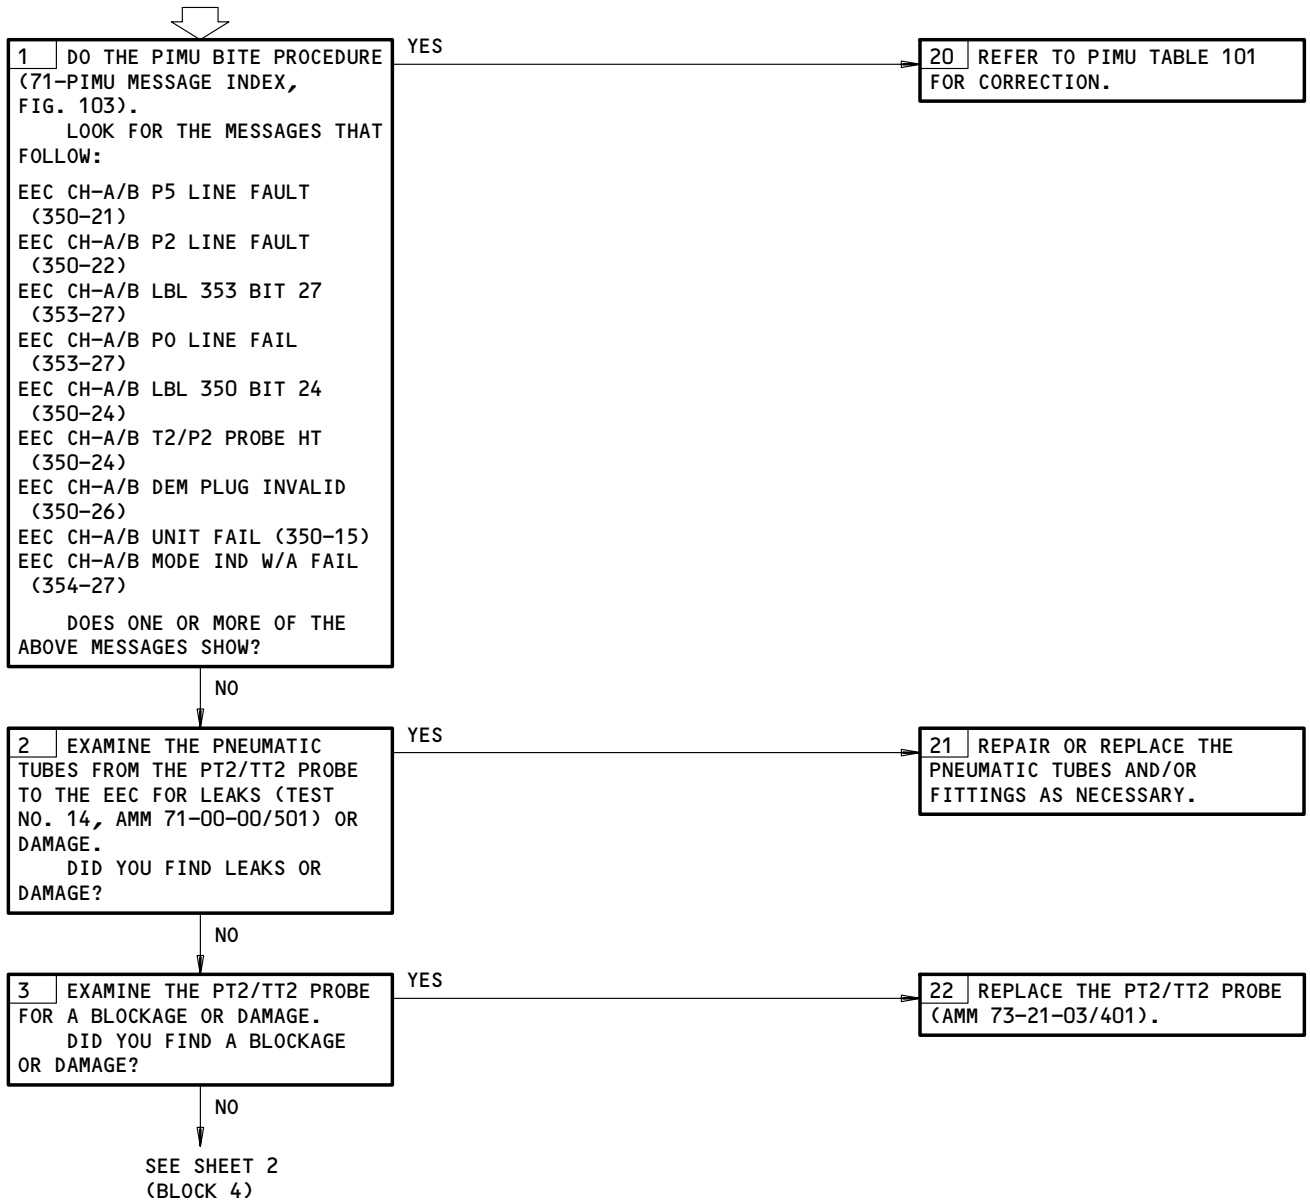 1 DO THE PIMU BITE PROCEDURE
(71-PIMU MESSAGE INDEX,
FIG. 103).
LOOK FOR THE MESSAGES THAT
FOLLOW:
EEC CH-A/B P5 LINE FAULT
(350-21)
EEC CH-A/B P2 LINE FAULT
(350-22)
EEC CH-A/B LBL 353 BIT 27
(353-27)
EEC CH-A/B PO LINE FAIL
(353-27)
EEC CH-A/B LBL 350 BIT 24
(350-24)
EEC CH-A/B T2/P2 PROBE HT
(350-24)
EEC CH-A/B DEM PLUG INVALID
(350-26)
EEC CH-A/B UNIT FAIL (350-15)
EEC CH-A/B MODE IND W/A FAIL
(354-27)
DOES ONE OR MORE OF THE
ABOVE MESSAGES SHOW?
YES
20 REFER TO PIMU TABLE 101
FOR CORRECTION.
NO
2 EXAMINE THE PNEUMATIC
TUBES FROM THE PT2/TT2 PROBE
TO THE EEC FOR LEAKS (TEST
NO. 14, AMM 71-00-00/501) OR
DAMAGE.
DID YOU FIND LEAKS OR
DAMAGE?
YES
21 REPAIR OR REPLACE THE
PNEUMATIC TUBES AND/OR
FITTINGS AS NECESSARY.
NO
3 EXAMINE THE PT2/TT2 PROBE
FOR A BLOCKAGE OR DAMAGE.
DID YOU FIND A BLOCKAGE
OR DAMAGE?
YES
22 REPLACE THE PT2/TT2 PROBE
(AMM 73-21-03/401).
NO
SEE SHEET 2
(BLOCK 4)